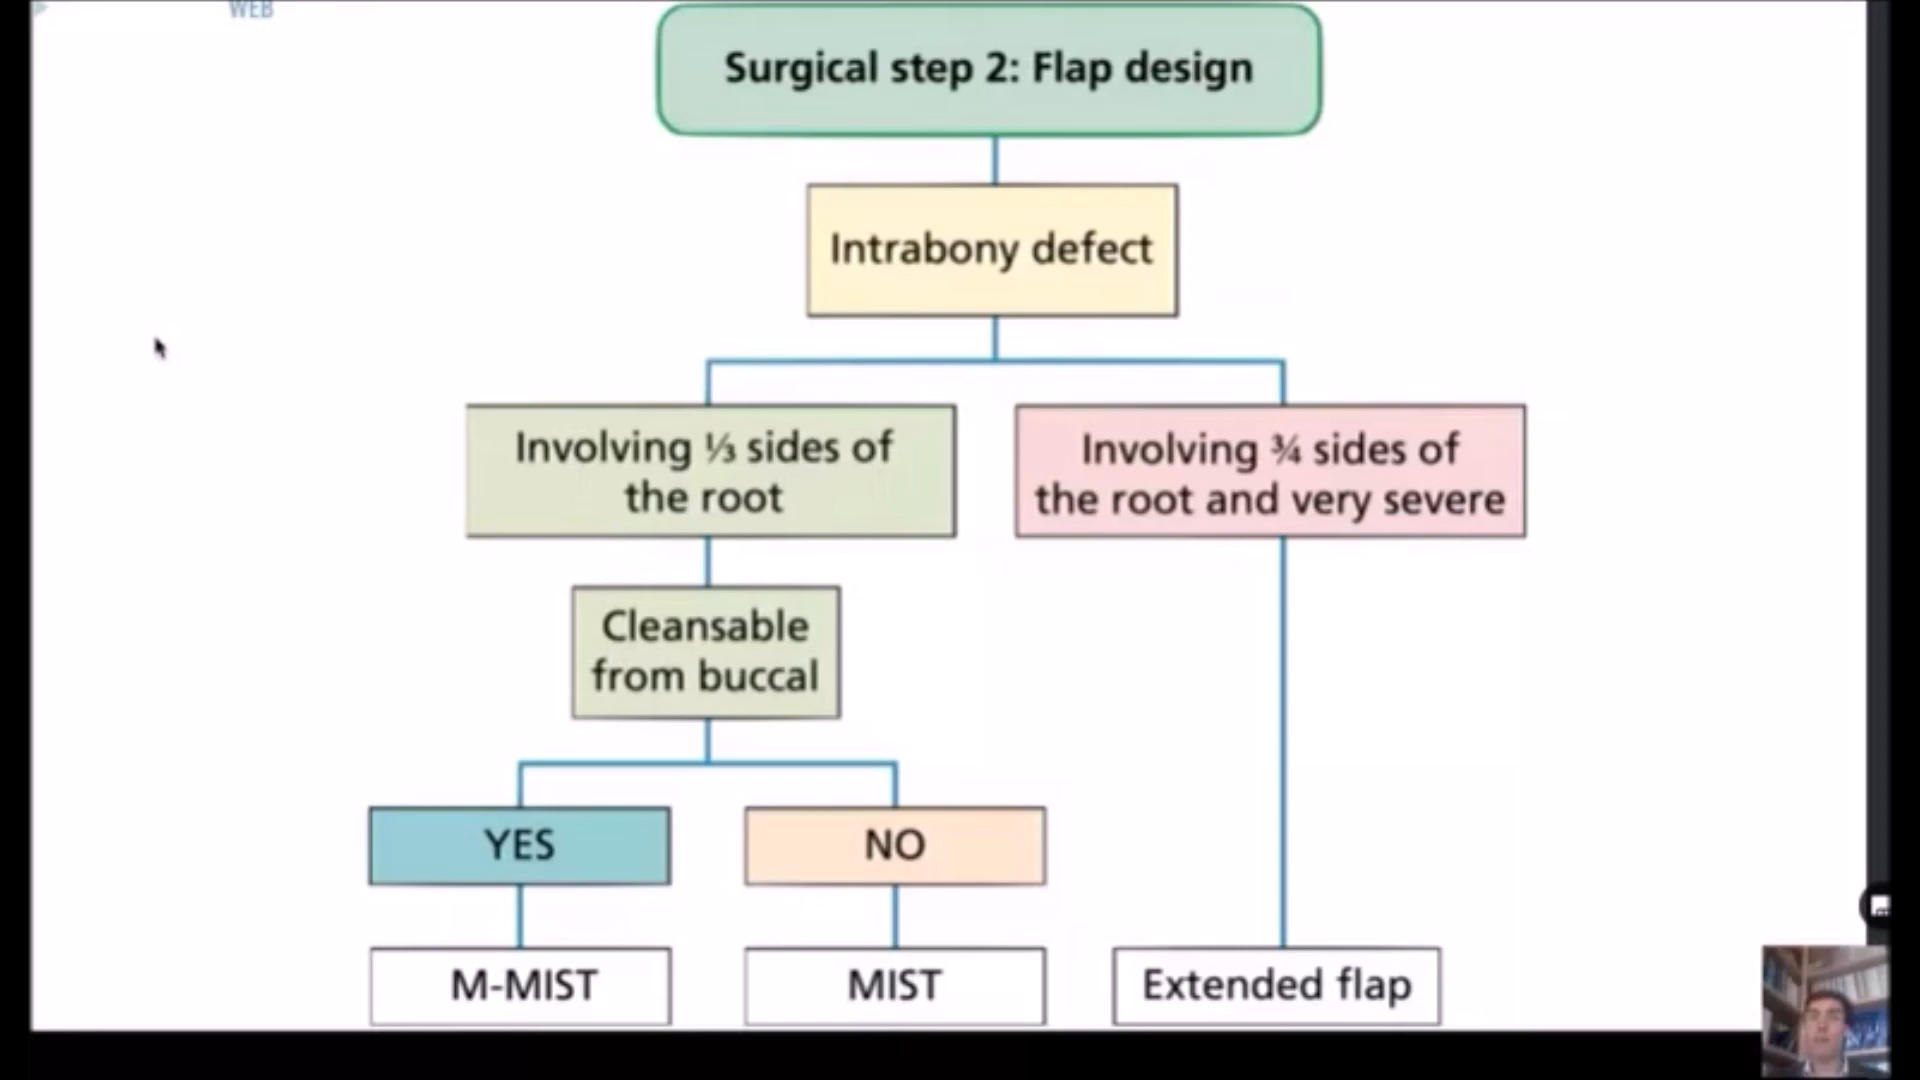 WEB
Surgical step 2: Flap design
Intrabony defect
Involving ⅓ sides of
the root
Involving ¾ sides of
the root and very severe
Cleansable
from buccal
YES
NO
M-MIST
MIST
Extended flap